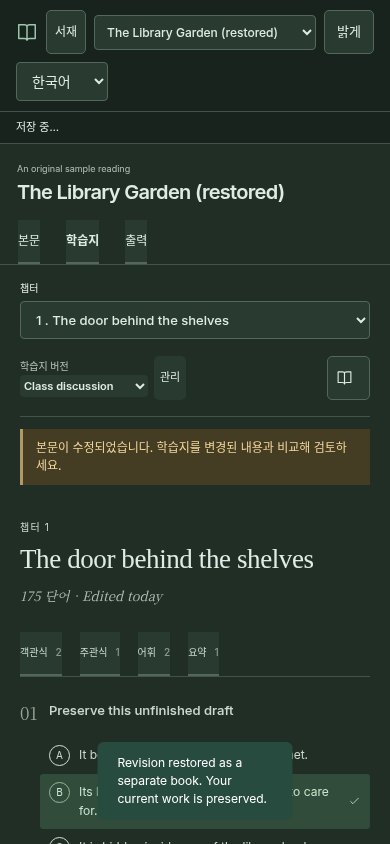 서재
The Library Garden (restored)
밝게
한국어
저장 중...
An original sample reading
The Library Garden (restored)
본문 학습지 출력
챕터
1. The door behind the shelves
학습지 버전
Class discussion
관리
본문이 수정되었습니다. 학습지를 변경된 내용과 비교해 검토하
세요.
챕터 1
The door behind the shelves
175 단어 · Edited today
객관식 2 주관식 1 어휘 2 요약 1
01 Preserve this unfinished draft
A It b
B Its to care
for.
Revision restored as a
separate book. Your
current work is preserved.